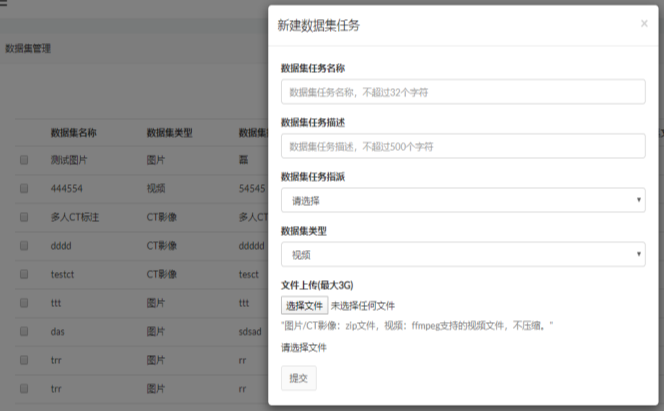 数据集管理
数据集名称 数据集类型
测试图片 图片
444554 视频 54545
多人CT标注 CT影像 多人CT
dddd CT影像 ddddd
testct CT影像 tesct
ttt 图片 ttt
das 图片 sdsad
trr 图片 rr
trr 图片 rr
新建数据集任务 ×
数据集任务名称
数据集任务名称，不超过32个字符
数据集任务描述
数据集任务描述，不超过500个字符
数据集任务指派
请选择
数据集类型
视频
文件上传(最大3G)
选择文件 未选择任何文件
"图片/CT影像：zip文件，视频：ffmpeg支持的视频文件，不压缩。"
请选择文件
提交